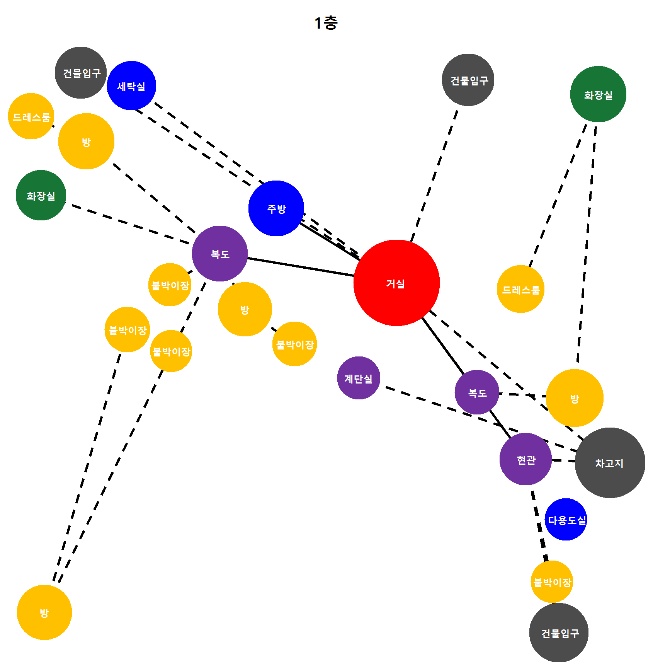 1층
건물입구
세탁실
건물입구
화장실
드레스룸
방
화장실
주방
복도
거실
붙박이장
드레스룸
방
붙박이장
붙박이장
붙박이장
계단실
복도
방
현관
차고지
다용도실
붙박이장
방
건물입구